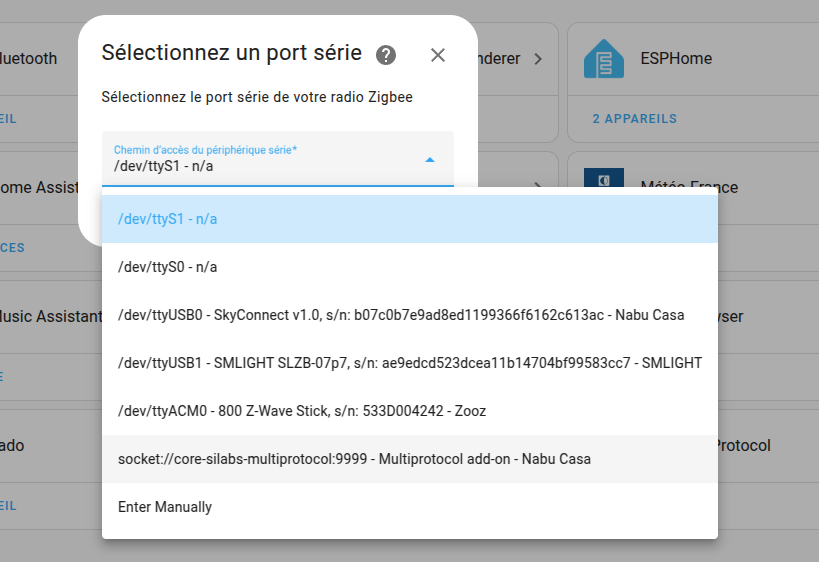 luetooth
Sélectionnez un port série
nderer
ESPHome
EIL
Sélectionnez le port série de votre radio Zigbee
2 APPAREILS
Chemin d'accès du périphérique série*
/dev/ttyS1 - n/a
ome Assist
Météo-France
/dev/ttyS1 - n/a
CES
/dev/ttyS0 - n/a
/dev/ttyUSB0 - SkyConnect v1.0, s/n: b07c0b7e9ad8ed1199366f6162c613ac - Nabu Casa
usic Assistant
wser
/dev/ttyUSB1 - SMLIGHT SLZB-07p7, s/n: ae9edcd523dcea11b14704bf99583cc7 - SMLIGHT
E
/dev/ttyACM0 - 800 Z-Wave Stick, s/n: 533D004242 - Zooz
ado
Protocol
socket://core-silabs-multiprotocol:9999 - Multiprotocol add-on - Nabu Casa
EIL
Enter Manually